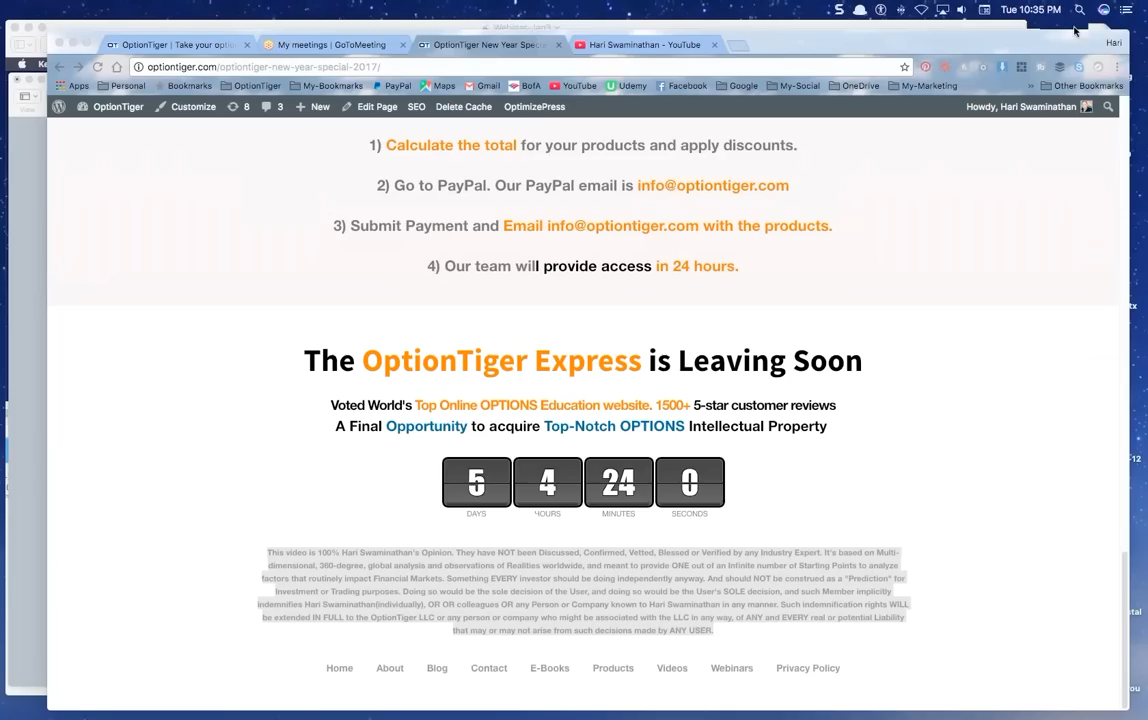 Tue 10:35 PM
Welcome
OptionTiger | Take your optio
My meetings | GoToMeeting
OptionTiger New Year Speci
Hari Swaminathan - YouTube
Hari
optiontiger.com/optiontiger-new-year-special-2017/
Apps Personal Bookmarks OptionTiger My-Bookmarks PayPal Maps Gmail BofA YouTube Udemy Facebook Google My-Social OneDrive My-Marketing » Other Bookmarks
OptionTiger Customize 8 3 + New Edit Page SEO Delete Cache OptimizePress Howdy, Hari Swaminathan
View
1) Calculate the total for your products and apply discounts.
2) Go to PayPal. Our PayPal email is info@optiontiger.com
3) Submit Payment and Email info@optiontiger.com with the products.
4) Our team will provide access in 24 hours.
The OptionTiger Express is Leaving Soon
Voted World's Top Online OPTIONS Education website. 1500+ 5-star customer reviews
A Final Opportunity to acquire Top-Notch OPTIONS Intellectual Property
5 4 24 0
DAYS HOURS MINUTES SECONDS
This video is 100% Hari Swaminathan's Opinion. They have NOT been Discussed, Confirmed, Vetted, Blessed or Verified by any Industry Expert. It's based on Multi-
dimensional, 360-degree, global analysis and observations of Realities worldwide, and meant to provide ONE out of an Infinite number of Starting Points to analyze
factors that routinely impact Financial Markets. Something EVERY investor should be doing independently anyway. And should NOT be construed as a "Prediction" for
Investment or Trading purposes. Doing so would be the sole decision of the User, and doing so would be the User's SOLE decision, and such Member implicitly
indemnifies Hari Swaminathan(individually), OR OR colleagues OR any Person or Company known to Hari Swaminathan in any manner. Such indemnification rights WILL
be extended IN FULL to the OptionTiger LLC or any person or company who might be associated with the LLC in any way, of ANY and EVERY real or potential Liability
that may or may not arise from such decisions made by ANY USER.
Home About Blog Contact E-Books Products Videos Webinars Privacy Policy